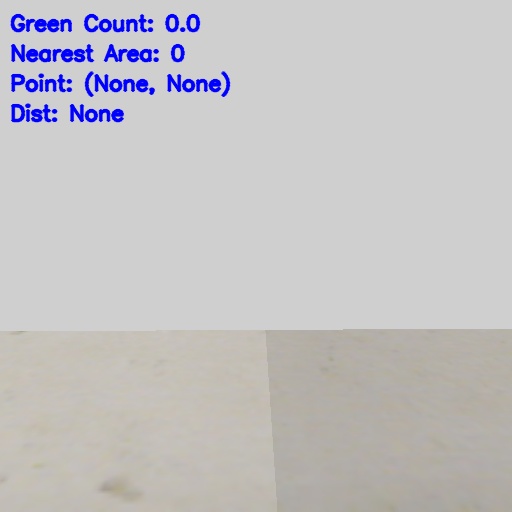 Green Count: 0.0
Nearest Area: 0
Point: (None, None)
Dist: None